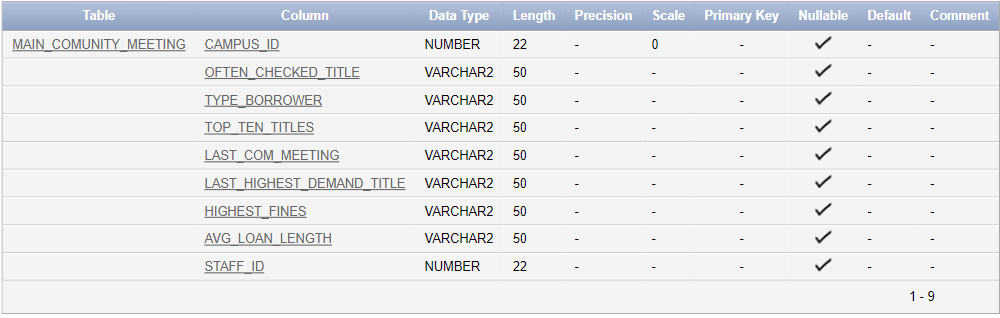 Table Column Data Type Length Precision Scale Primary Key Nullable Default Comment
MAIN_COMUNITY_MEETING CAMPUS_ID NUMBER 22 - 0 - - -
OFTEN_CHECKED_TITLE VARCHAR2 50 - - - - -
TYPE_BORROWER VARCHAR2 50 - - - - -
TOP_TEN_TITLES VARCHAR2 50 - - - - -
LAST_COM_MEETING VARCHAR2 50 - - - - -
LAST_HIGHEST_DEMAND_TITLE VARCHAR2 50 - - - - -
HIGHEST_FINES VARCHAR2 50 - - - - -
AVG_LOAN_LENGTH VARCHAR2 50 - - - - -
STAFF_ID NUMBER 22 - - - - -
1 - 9